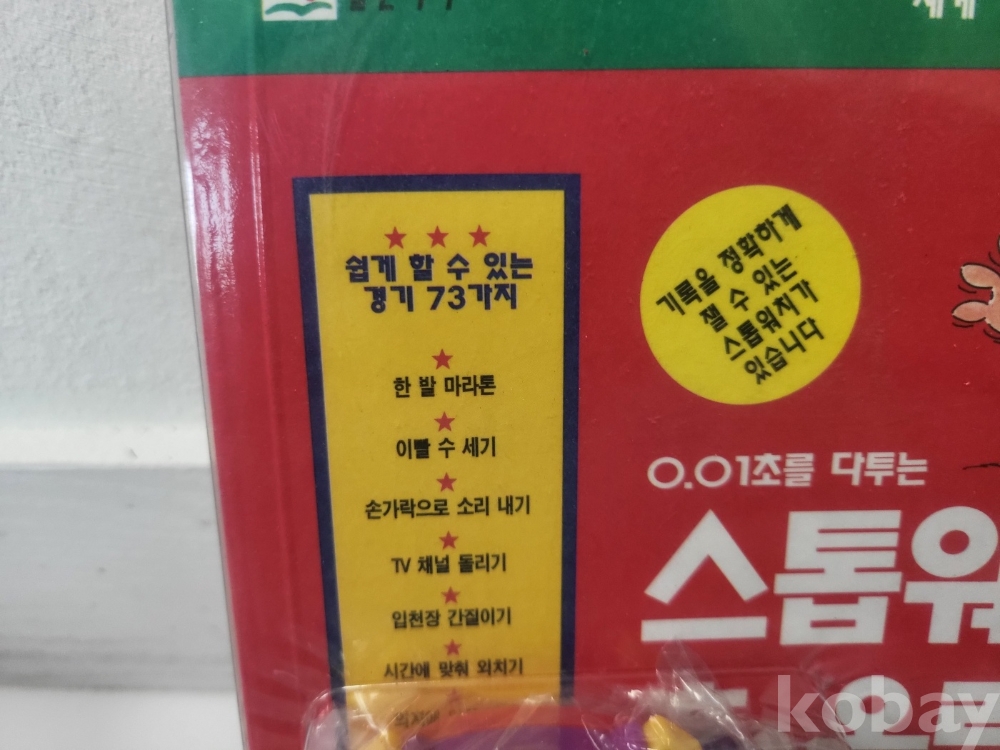 세계
★ ★ ★
쉽게 할 수 있는
경기 73가지
★
한 발 마라톤
★
이빨 수 세기
★
손가락으로 소리 내기
★
TV 채널 돌리기
★
입천장 간질이기
★
시간에 맞춰 외치기
기록을 정확하게
잴 수 있는
스톱워치가
있습니다
0.01초를 다투는
스톱워
kobay